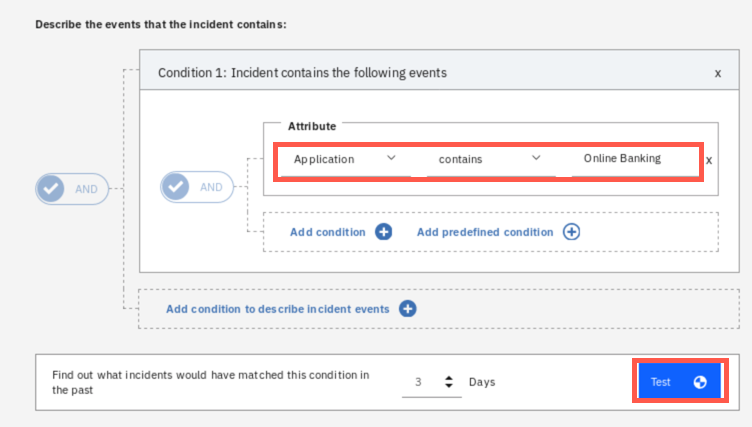 Describe the events that the incident contains:
Condition 1: Incident contains the following events
x
Attribute
Application contains Online Banking
x
AND
AND
Add condition Add predefined condition
Add condition to describe incident events
Find out what incidents would have matched this condition in
the past
3 Days
Test